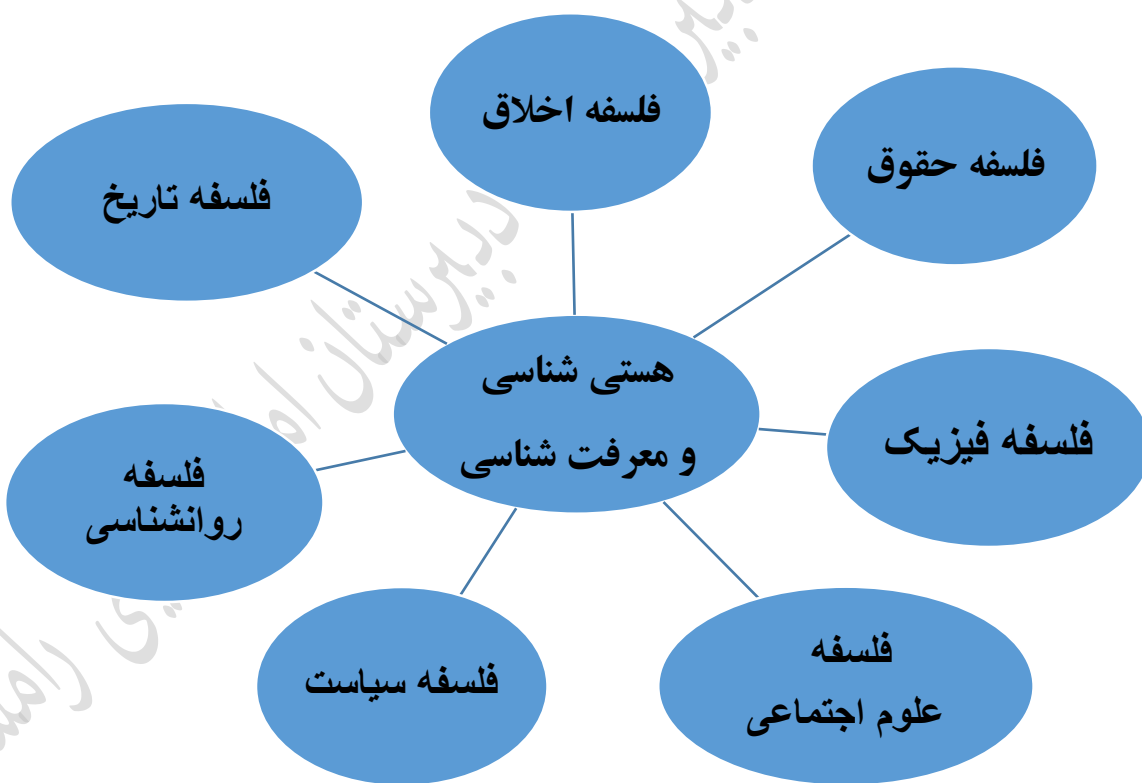 فلسفه اخلاق
فلسفه حقوق
فلسفه تاریخ
هستی شناسی
و معرفت شناسی
فلسفه فیزیک
فلسفه
روانشناسی
فلسفه سیاست
فلسفه
علوم اجتماعی
دبیرستان